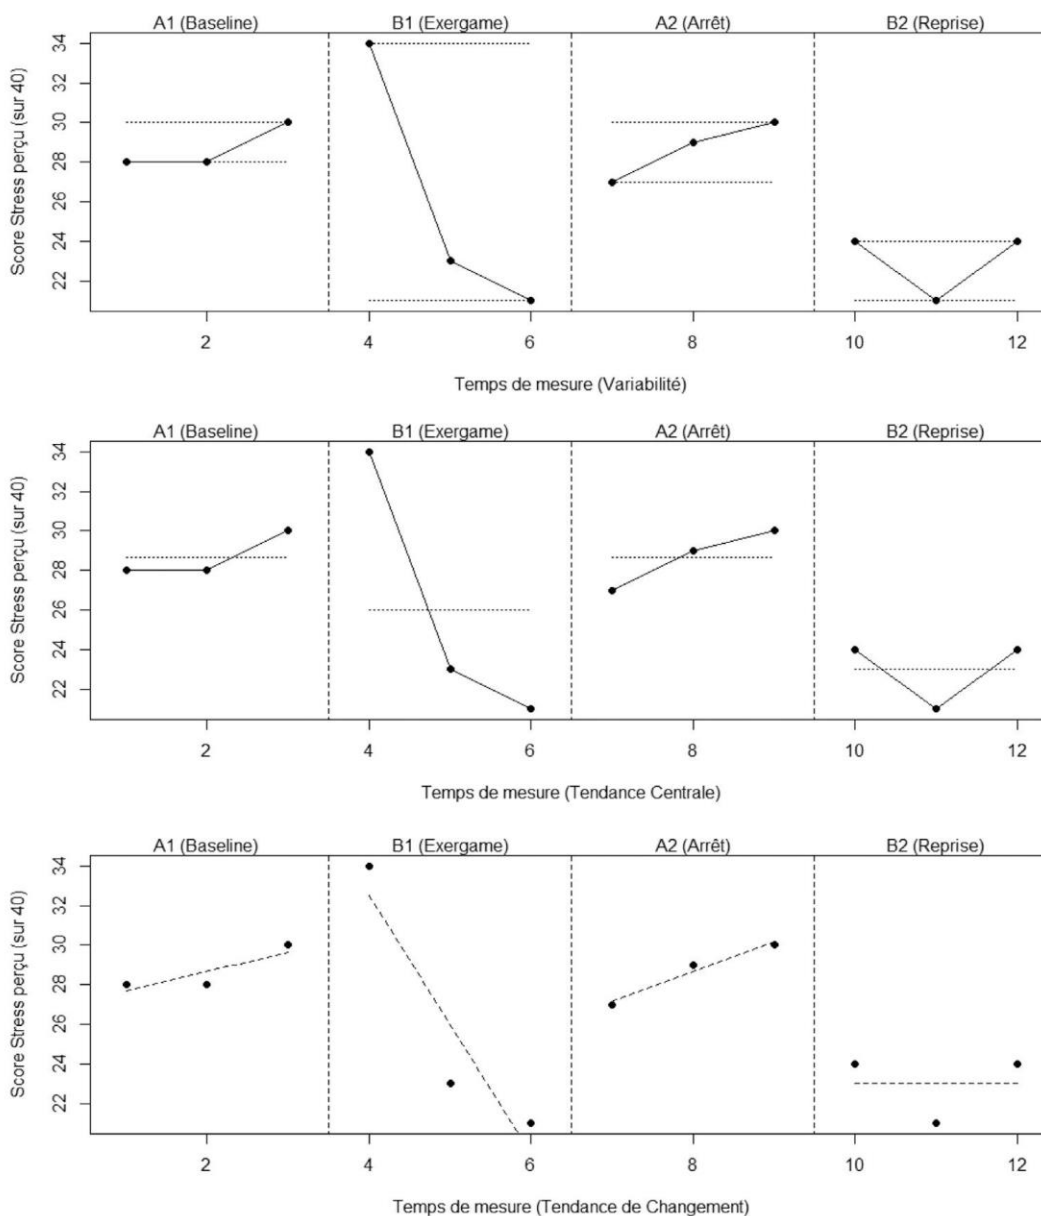 A1 (Baseline) B1 (Exergame) A2 (Arrêt) B2 (Reprise)
Score Stress perçu (sur 40)
34
32
30
28
26
24
22
2 4 6 8 10 12
Temps de mesure (Variabilité)
A1 (Baseline) B1 (Exergame) A2 (Arrêt) B2 (Reprise)
Score Stress perçu (sur 40)
34
32
30
28
26
24
22
2 4 6 8 10 12
Temps de mesure (Tendance Centrale)
A1 (Baseline) B1 (Exergame) A2 (Arrêt) B2 (Reprise)
Score Stress perçu (sur 40)
34
32
30
28
26
24
22
2 4 6 8 10 12
Temps de mesure (Tendance de Changement)